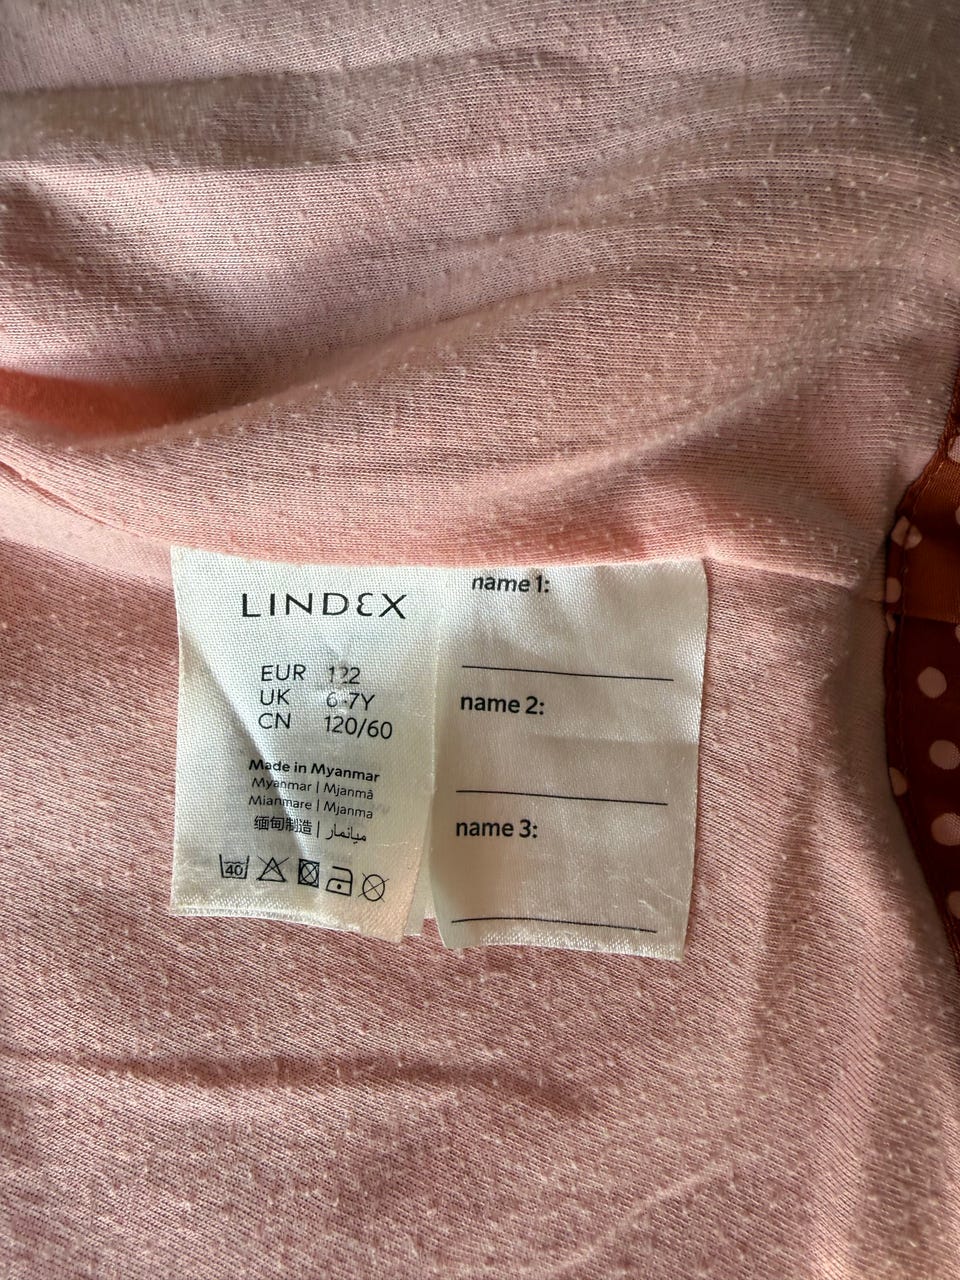 LINDEX
EUR 122
UK 6-7Y
CN 120/60
Made in Myanmar
Myanmar | Mjanmâ
Mianmare | Mjanma
缅甸制造 | ميانمار
40
name 1:
name 2:
name 3: